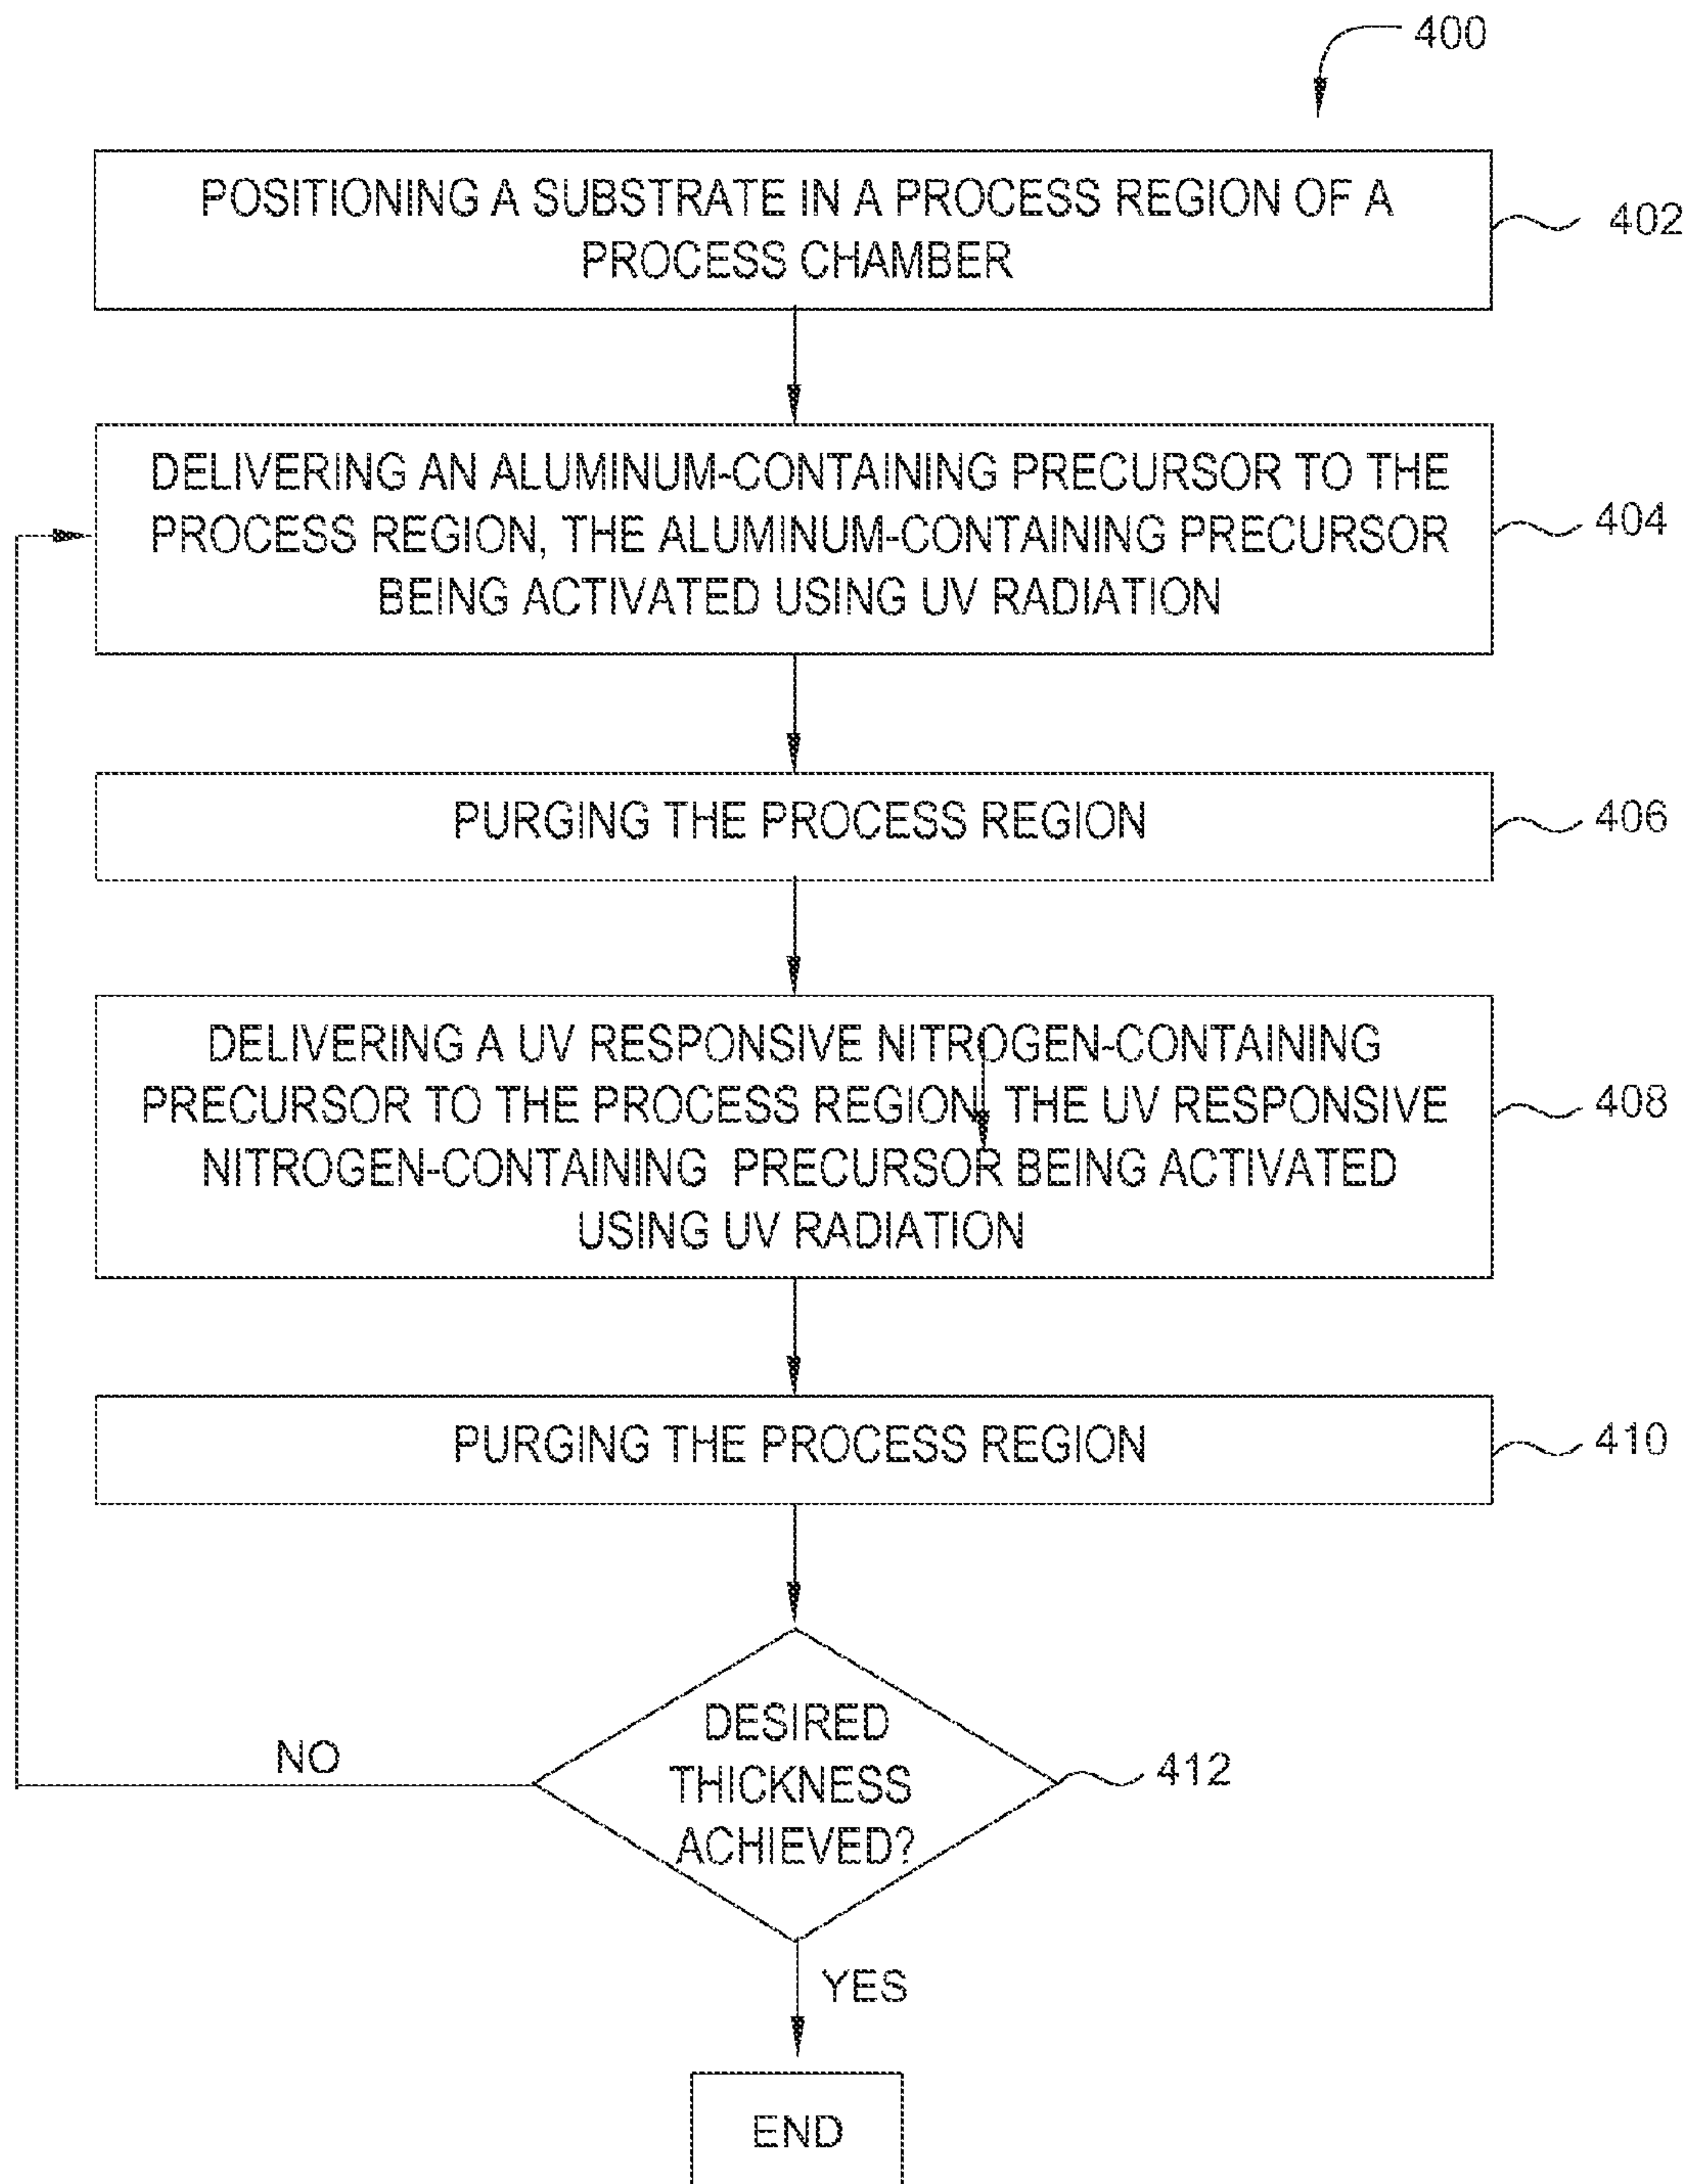 400
POSITIONING A SUBSTRATE IN A PROCESS REGION OF A
PROCESS CHAMBER
402
DELIVERING AN ALUMINUM-CONTAINING PRECURSOR TO THE
PROCESS REGION, THE ALUMINUM-CONTAINING PRECURSOR
BEING ACTIVATED USING UV RADIATION
404
PURGING THE PROCESS REGION
406
DELIVERING A UV RESPONSIVE NITROGEN-CONTAINING
PRECURSOR TO THE PROCESS REGION, THE UV RESPONSIVE
NITROGEN-CONTAINING PRECURSOR BEING ACTIVATED
USING UV RADIATION
408
PURGING THE PROCESS REGION
410
DESIRED
THICKNESS
ACHIEVED?
412
NO
YES
END